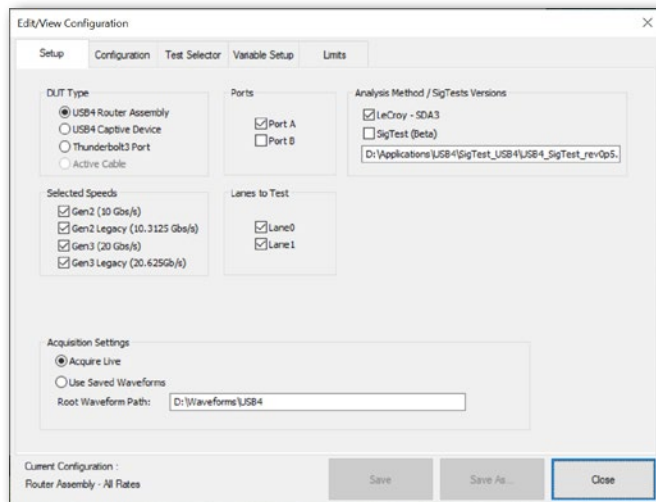 Edit/View Configuration
Setup
Configuration
Test Selector
Variable Setup
Limits
DUT Type
USB4 Router Assembly
USB4 Captive Device
Thunderbolt3 Port
Active Cable
Ports
Port A
Port B
Analysis Method / SigTests Versions
LeCroy - SDA3
SigTest (Beta)
D:\Applications\USB4\SigTest_USB4\USB4_SigTest_rev0p5.
Selected Speeds
Gen2 (10 Gbs/s)
Gen2 Legacy (10.3125 Gbs/s)
Gen3 (20 Gbs/s)
Gen3 Legacy (20.625Gb/s)
Lanes to Test
Lane0
Lane1
Acquisition Settings
Acquire Live
Use Saved Waveforms
Root Waveform Path: D:\Waveforms\USB4
Current Configuration :
Router Assembly - All Rates
Save
Save As...
Close